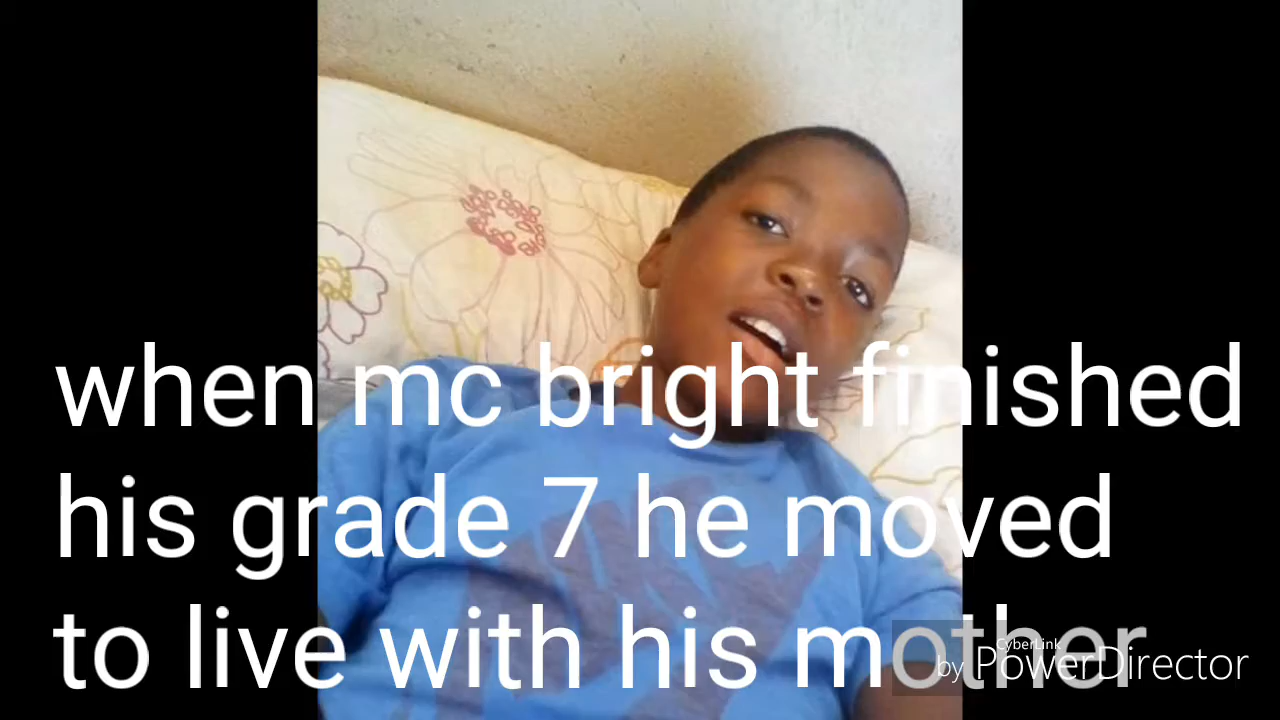 when mc bright finished
his grade 7 he moved
to live with his mother
CyberLink
by PowerDirector